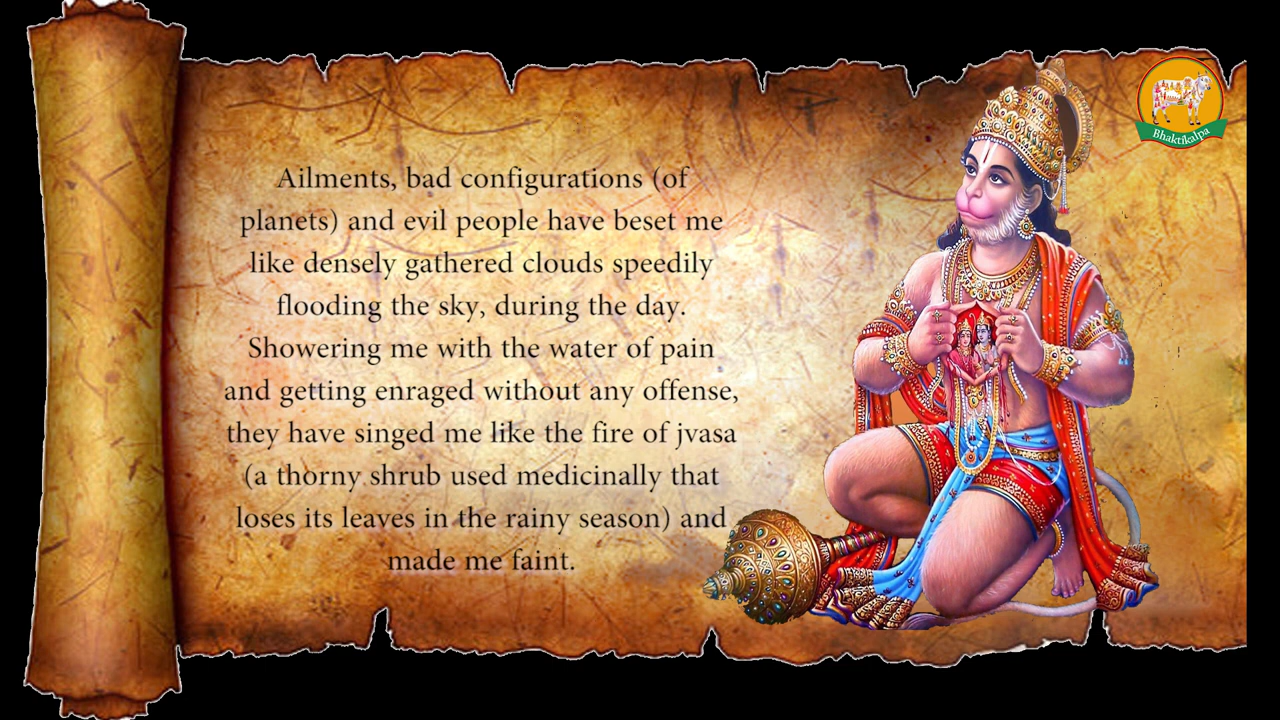 Ailments, bad configurations (of
planets) and evil people have beset me
like densely gathered clouds speedily
flooding the sky, during the day.
Showering me with the water of pain
and getting enraged without any offense,
they have singed me like the fire of jvasa
(a thorny shrub used medicinally that
loses its leaves in the rainy season) and
made me faint.
Bhaktikalpa